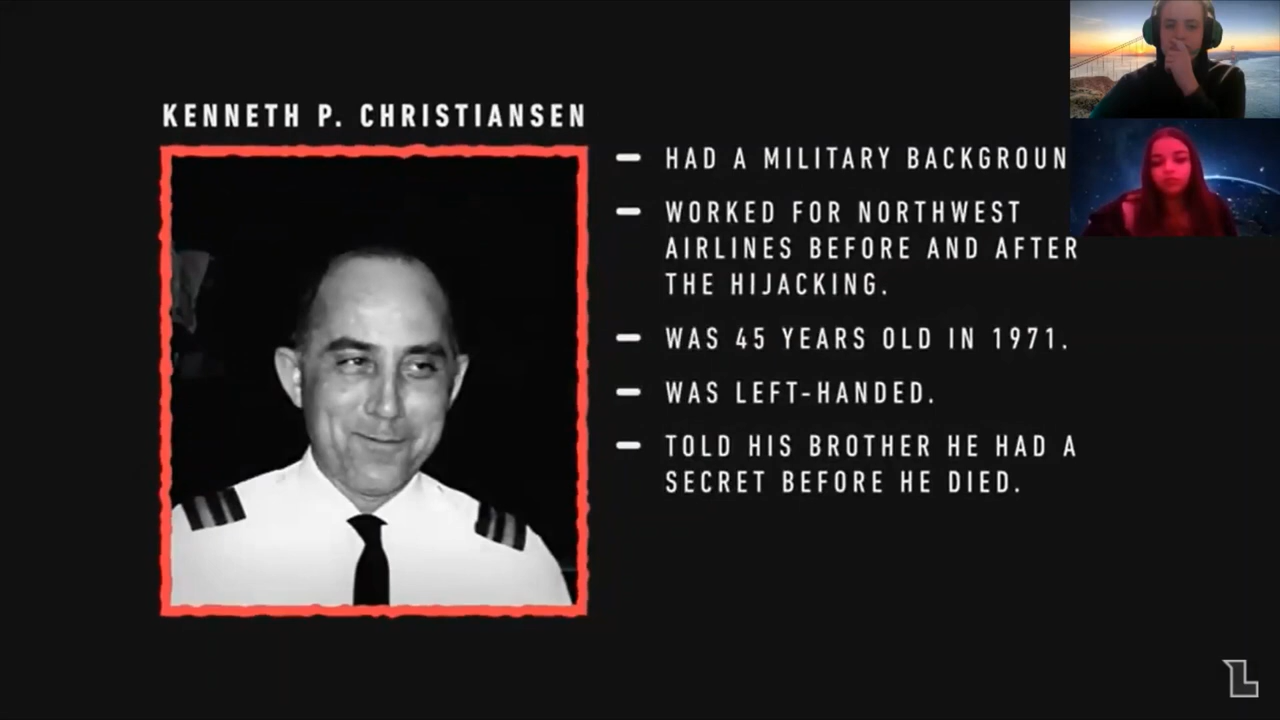 KENNETH P. CHRISTIANSEN
HAD A MILITARY BACKGROUN
WORKED FOR NORTHWEST
AIRLINES BEFORE AND AFTER
THE HIJACKING.
WAS 45 YEARS OLD IN 1971.
WAS LEFT-HANDED.
TOLD HIS BROTHER HE HAD A
SECRET BEFORE HE DIED.
L